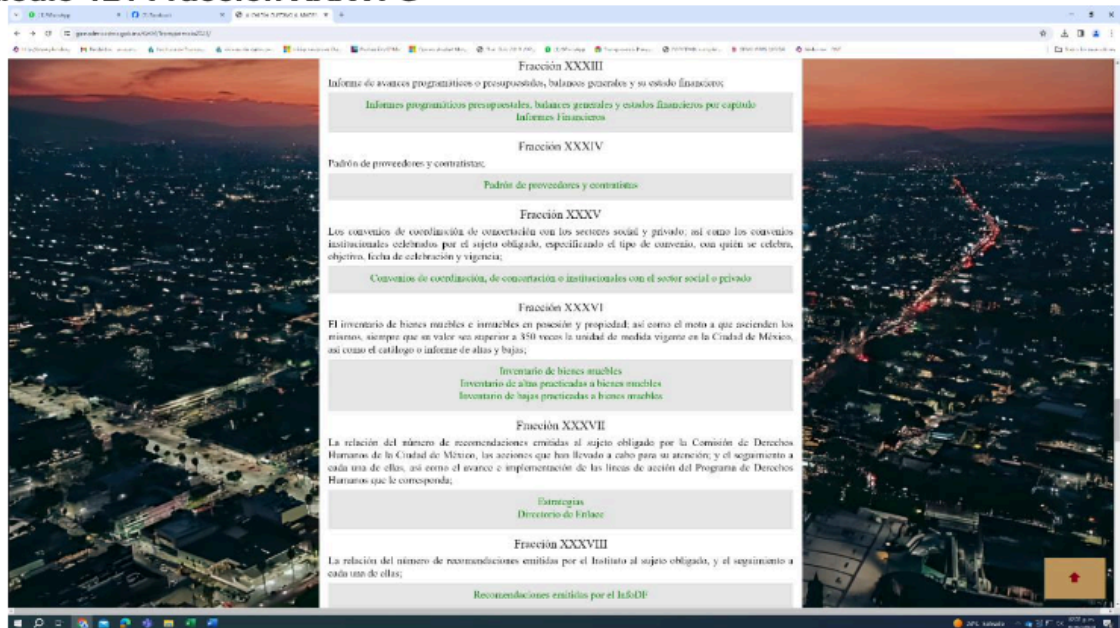 Fracción XXXIII
Informe de avances programáticos o presupuestales, balances generales y su estado financiero;
Informes programáticos presupuestales, balances generales y estados financieros por capítulo
Informes Financieros
Fracción XXXIV
Padrón de proveedores y contratistas;
Padrón de proveedores y contratistas
Fracción XXXV
Los convenios de coordinación de concertación con los sectores social y privado; así como los convenios
institucionales celebrados por el sujeto obligado, especificando el tipo de convenio, con quién se celebra,
objetivo, fecha de celebración y vigencia;
Convenios de coordinación, de concertación o institucionales con el sector social o privado
Fracción XXXVI
El inventario de bienes muebles e inmuebles en posesión y propiedad; así como el moto a que ascienden los
mismos, siempre que su valor sea superior a 350 veces la unidad de medida vigente en la Ciudad de México,
así como el catálogo o informe de altas y bajas;
Inventario de bienes muebles
Inventario de altas practicadas a bienes muebles
Inventario de bajas practicadas a bienes muebles
Fracción XXXVII
La relación del número de recomendaciones emitidas al sujeto obligado por la Comisión de Derechos
Humanos de la Ciudad de México, las acciones que han llevado a cabo para su atención; y el seguimiento a
cada una de ellas, así como el avance e implementación de las líneas de acción del Programa de Derechos
Humanos que le corresponda;
Estrategias
Directorio de Enlace
Fracción XXXVIII
La relación del número de recomendaciones emitidas por el Instituto al sujeto obligado, y el seguimiento a
cada una de ellas;
Recomendaciones emitidas por el InfoDF